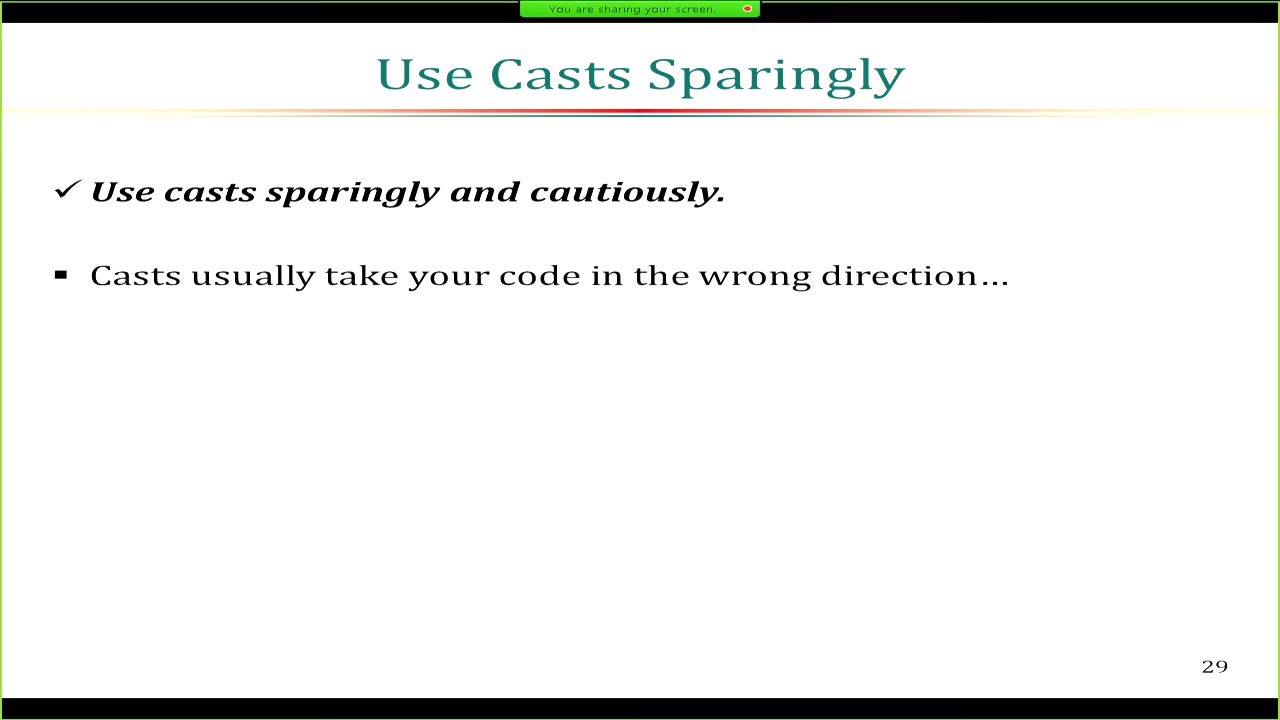 You are sharing your screen.
Use Casts Sparingly
✓ Use casts sparingly and cautiously.
▪ Casts usually take your code in the wrong direction…
29